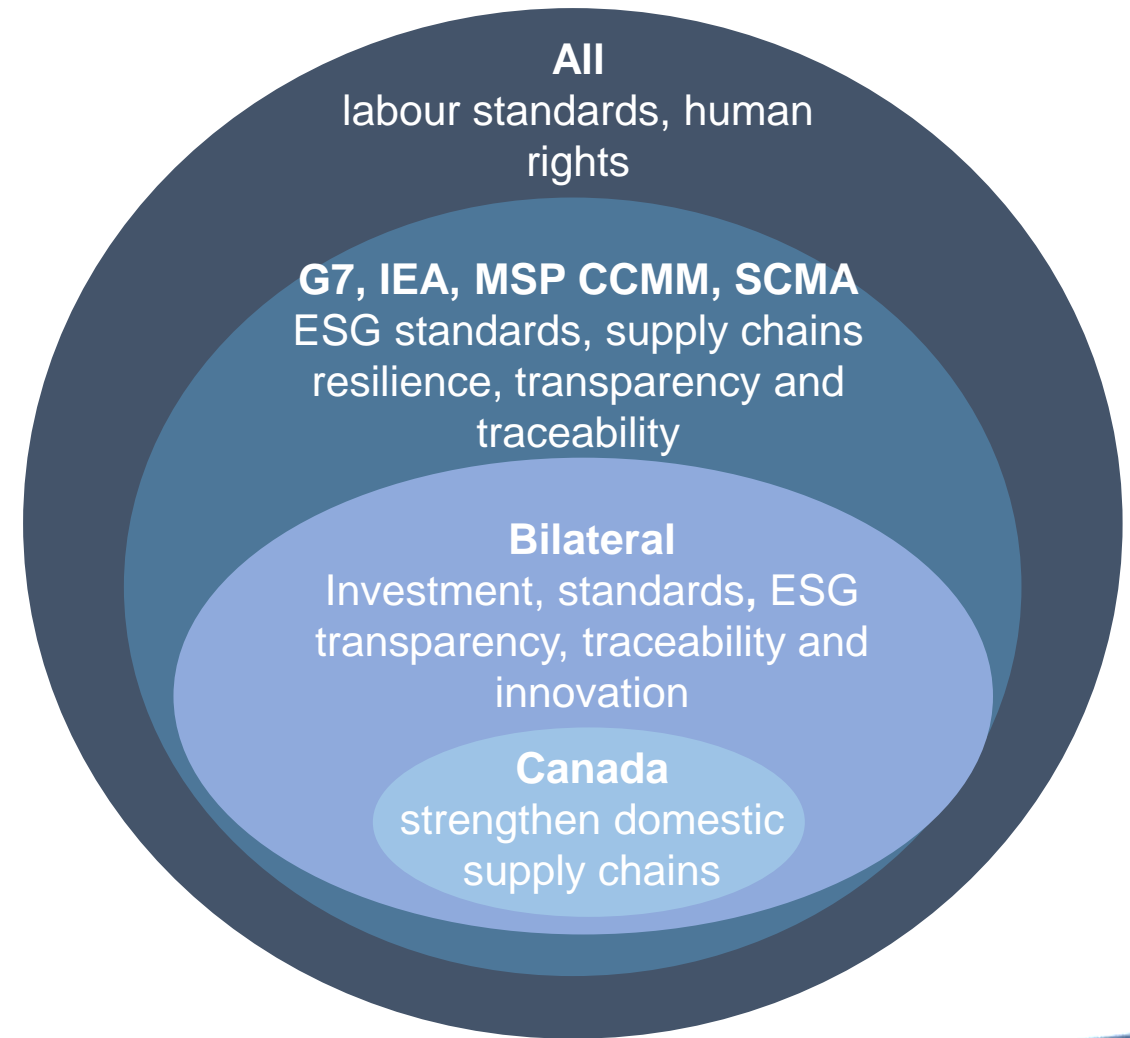 All
labour standards, human
rights
G7, IEA, MSP CCMM, SCMA
ESG standards, supply chains
resilience, transparency and
traceability
Bilateral
Investment, standards, ESG
transparency, traceability and
innovation
Canada
strengthen domestic
supply chains